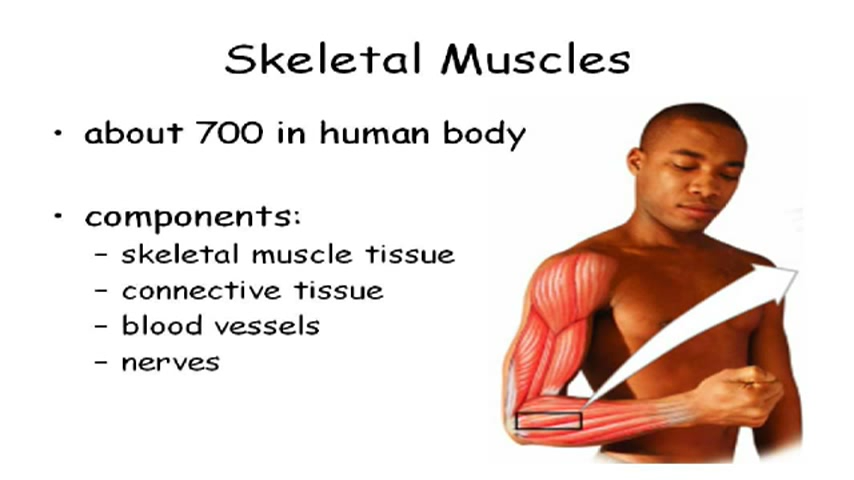 Skeletal Muscles
• about 700 in human body
• components:
– skeletal muscle tissue
– connective tissue
– blood vessels
– nerves